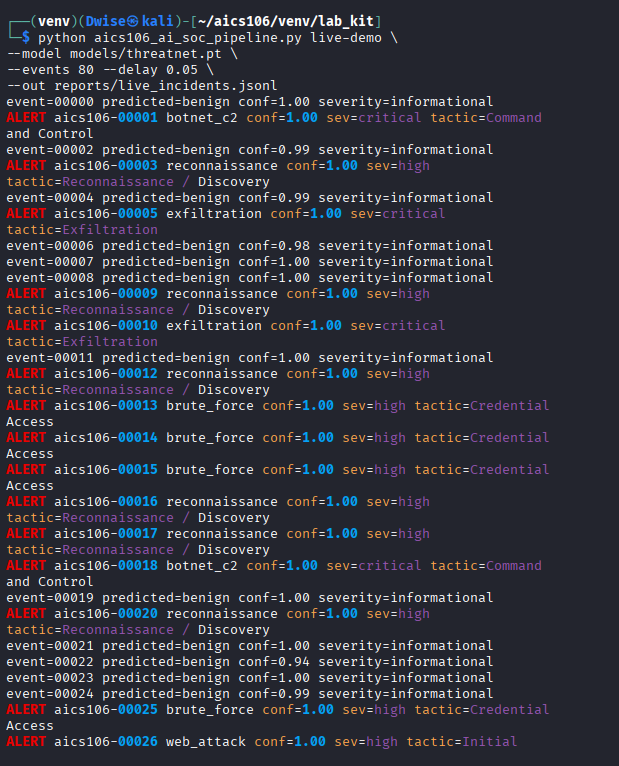 ┌──(venv)(Dwise㉿kali)-[~/aics106/venv/lab_kit]
└─$ python aics106_ai_soc_pipeline.py live-demo \
--model models/threatnet.pt \
--events 80 --delay 0.05 \
--out reports/live_incidents.jsonl
event=00000 predicted=benign conf=1.00 severity=informational
ALERT aics106-00001 botnet_c2 conf=1.00 sev=critical tactic=Command
and Control
event=00002 predicted=benign conf=0.99 severity=informational
ALERT aics106-00003 reconnaissance conf=1.00 sev=high
tactic=Reconnaissance / Discovery
event=00004 predicted=benign conf=0.99 severity=informational
ALERT aics106-00005 exfiltration conf=1.00 sev=critical
tactic=Exfiltration
event=00006 predicted=benign conf=0.98 severity=informational
event=00007 predicted=benign conf=1.00 severity=informational
event=00008 predicted=benign conf=1.00 severity=informational
ALERT aics106-00009 reconnaissance conf=1.00 sev=high
tactic=Reconnaissance / Discovery
ALERT aics106-00010 exfiltration conf=1.00 sev=critical
tactic=Exfiltration
event=00011 predicted=benign conf=1.00 severity=informational
ALERT aics106-00012 reconnaissance conf=1.00 sev=high
tactic=Reconnaissance / Discovery
ALERT aics106-00013 brute_force conf=1.00 sev=high tactic=Credential
Access
ALERT aics106-00014 brute_force conf=1.00 sev=high tactic=Credential
Access
ALERT aics106-00015 brute_force conf=1.00 sev=high tactic=Credential
Access
ALERT aics106-00016 reconnaissance conf=1.00 sev=high
tactic=Reconnaissance / Discovery
ALERT aics106-00017 reconnaissance conf=1.00 sev=high
tactic=Reconnaissance / Discovery
ALERT aics106-00018 botnet_c2 conf=1.00 sev=critical tactic=Command
and Control
event=00019 predicted=benign conf=1.00 severity=informational
ALERT aics106-00020 reconnaissance conf=1.00 sev=high
tactic=Reconnaissance / Discovery
event=00021 predicted=benign conf=1.00 severity=informational
event=00022 predicted=benign conf=0.94 severity=informational
event=00023 predicted=benign conf=1.00 severity=informational
event=00024 predicted=benign conf=0.99 severity=informational
ALERT aics106-00025 brute_force conf=1.00 sev=high tactic=Credential
Access
ALERT aics106-00026 web_attack conf=1.00 sev=high tactic=Initial